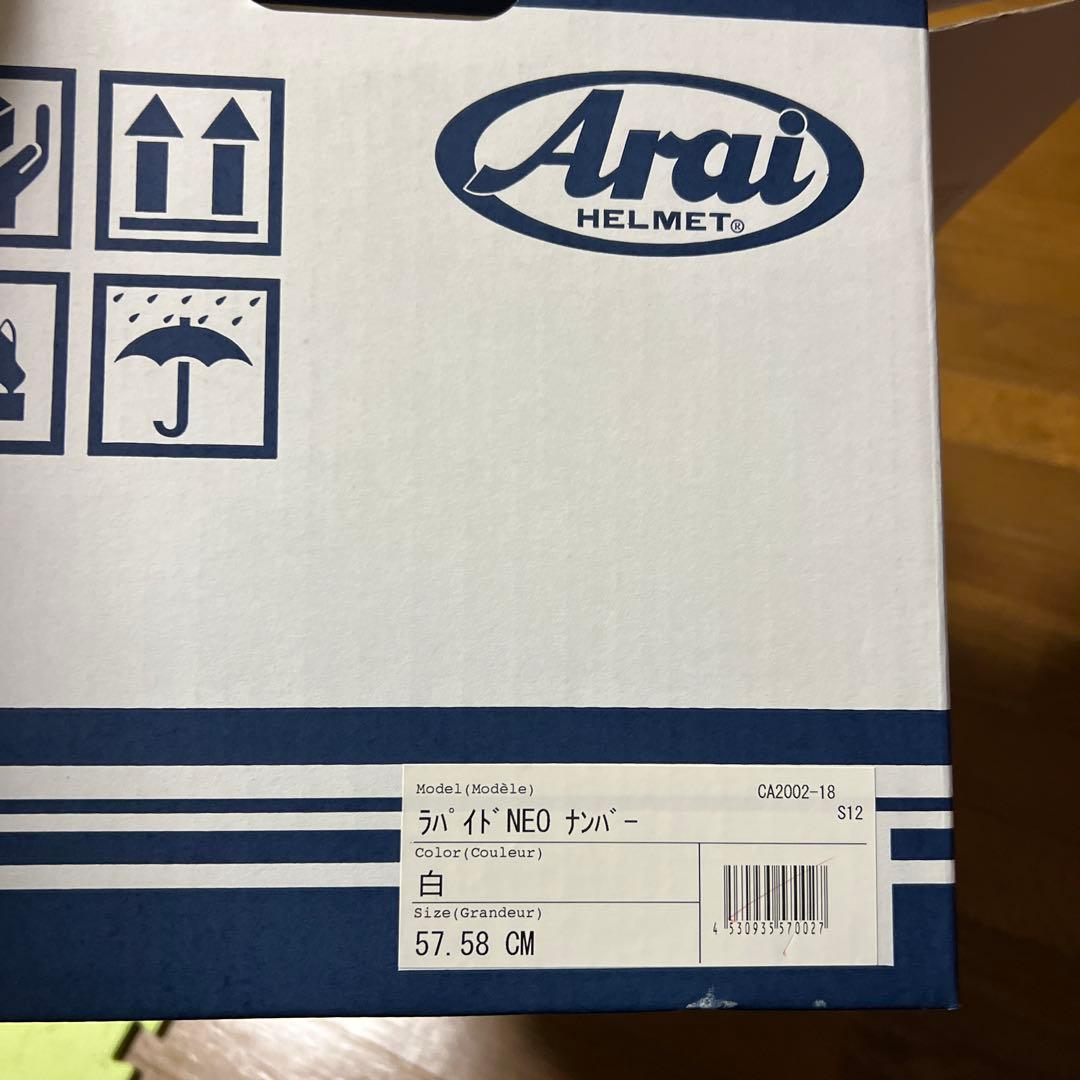 Arai
HELMET®
Model(Modèle)
CA2002-18
ﾗﾊﾟｲﾄﾞNEO ﾅﾝﾊﾞｰ
S12
Color(Couleur)
白
Size(Grandeur)
57.58 CM
4 530935 570027